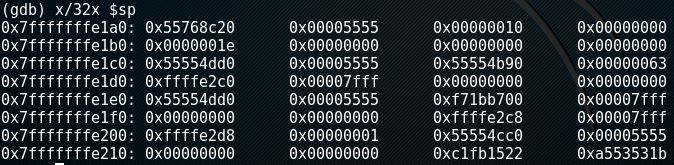 (gdb) x/32x $sp
0x7fffffffe1a0: 0x55768c20 0x00005555 0x00000010 0x00000000
0x7fffffffe1b0: 0x0000001e 0x00000000 0x00000000 0x00000000
0x7fffffffe1c0: 0x55554dd0 0x00005555 0x55554b90 0x00000063
0x7fffffffe1d0: 0xffffe2c0 0x00007fff 0x00000000 0x00000000
0x7fffffffe1e0: 0x55554dd0 0x00005555 0xf71bb700 0x00007fff
0x7fffffffe1f0: 0x00000000 0x00000000 0xffffe2c8 0x00007fff
0x7fffffffe200: 0xffffe2d8 0x00000001 0x55554cc0 0x00005555
0x7fffffffe210: 0x00000000 0x00000000 0xc1fb1522 0xa553531b